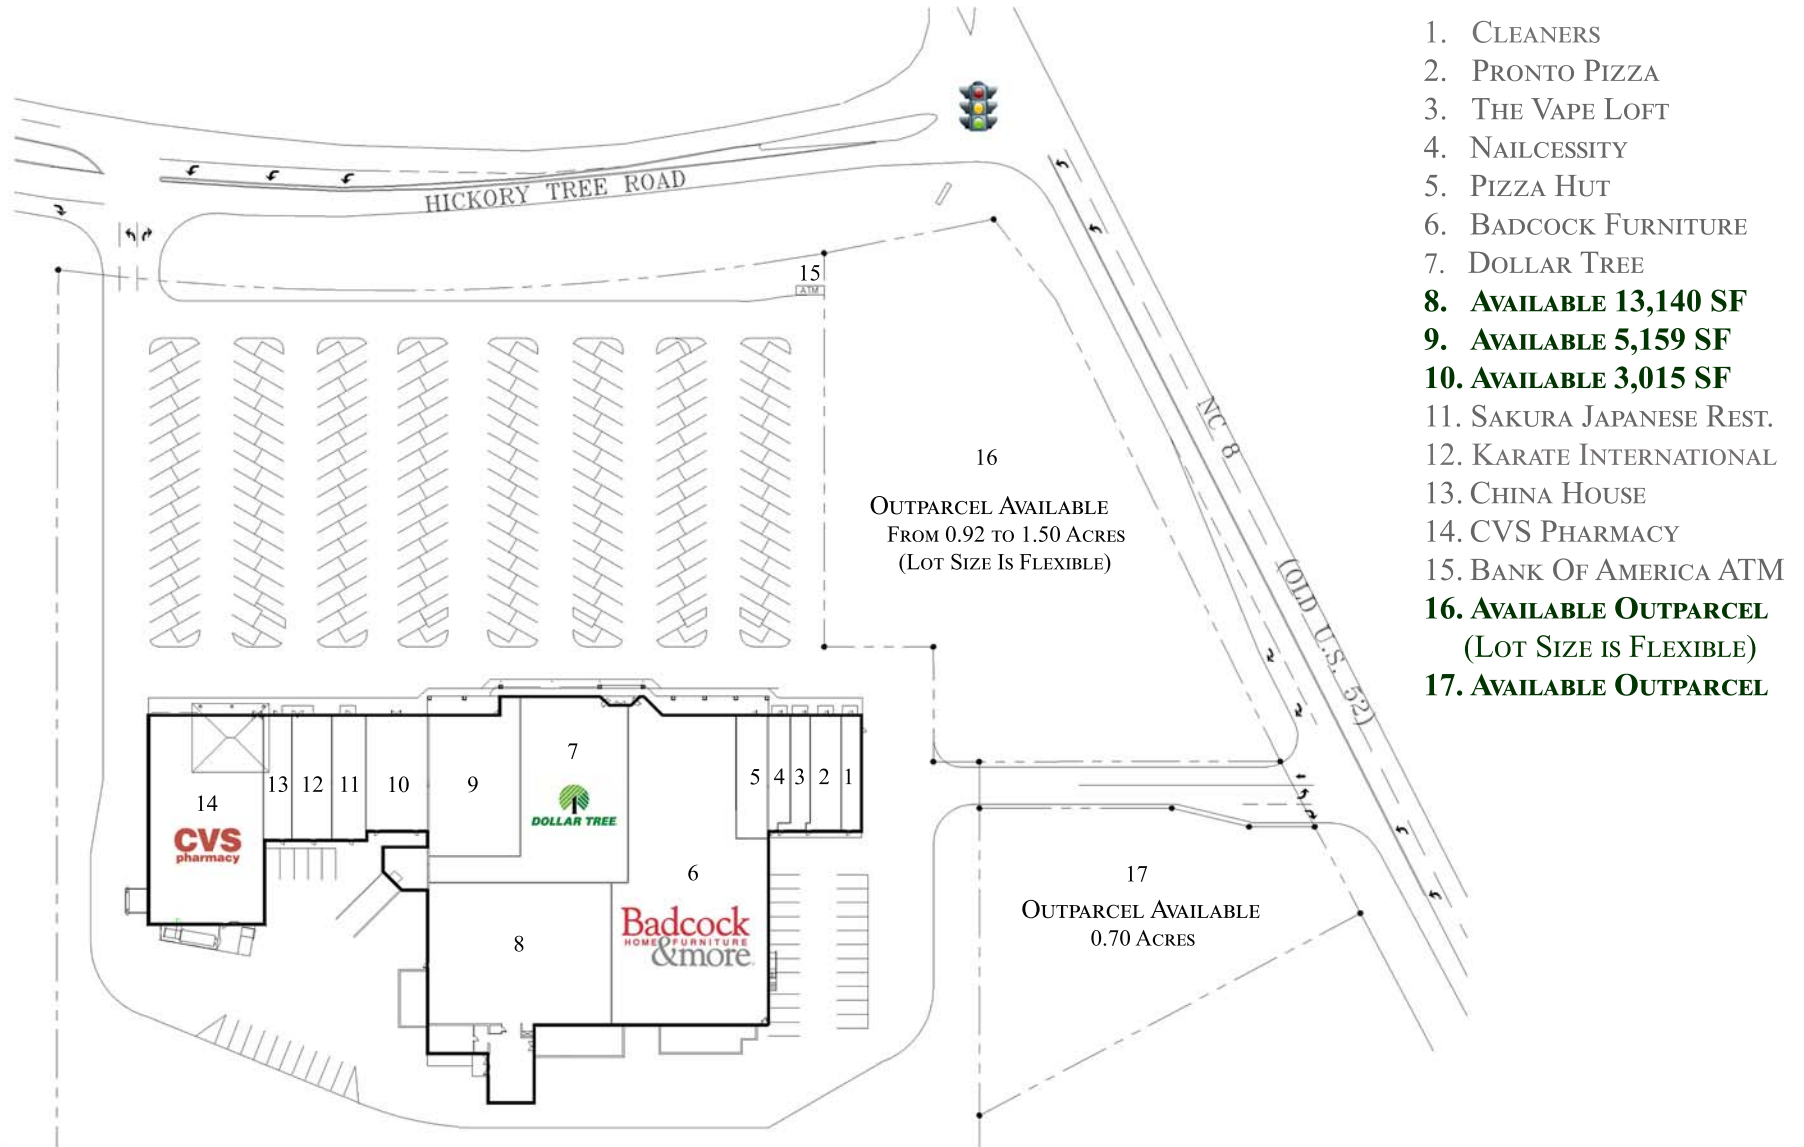 1. Cleaners
2. Pronto Pizza
3. The Vape Loft
4. Nailcessity
5. Pizza Hut
6. Badcock Furniture
7. Dollar Tree
8. Available 13,140 SF
9. Available 5,159 SF
10. Available 3,015 SF
11. Sakura Japanese Rest.
12. Karate International
13. China House
14. CVS Pharmacy
15. Bank Of America ATM
16. Available Outparcel
(Lot Size is Flexible)
17. Available Outparcel
HICKORY TREE ROAD
15
ATM
NC 8
(OLD U.S. 52)
16
Outparcel Available
From 0.92 to 1.50 Acres
(Lot Size Is Flexible)
14
CVS
pharmacy
13
12
11
10
9
7
DOLLAR TREE
5
4
3
2
1
6
Badcock
HOME FURNITURE
&more
8
17
Outparcel Available
0.70 Acres